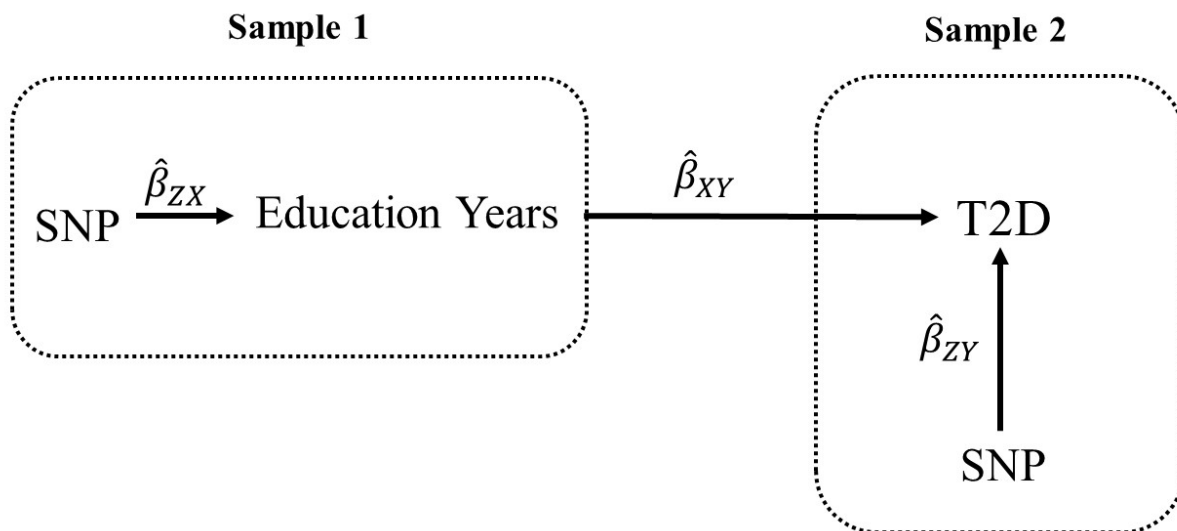 Sample 1
Sample 2
SNP
β̂ZX
Education Years
β̂XY
T2D
β̂ZY
SNP